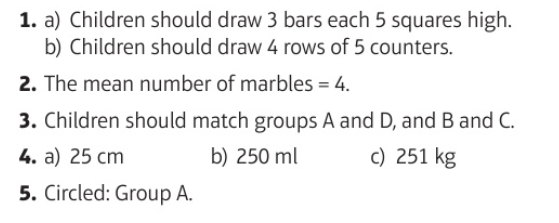 1. a) Children should draw 3 bars each 5 squares high.
b) Children should draw 4 rows of 5 counters.
2. The mean number of marbles = 4.
3. Children should match groups A and D, and B and C.
4. a) 25 cm b) 250 ml c) 251 kg
5. Circled: Group A.